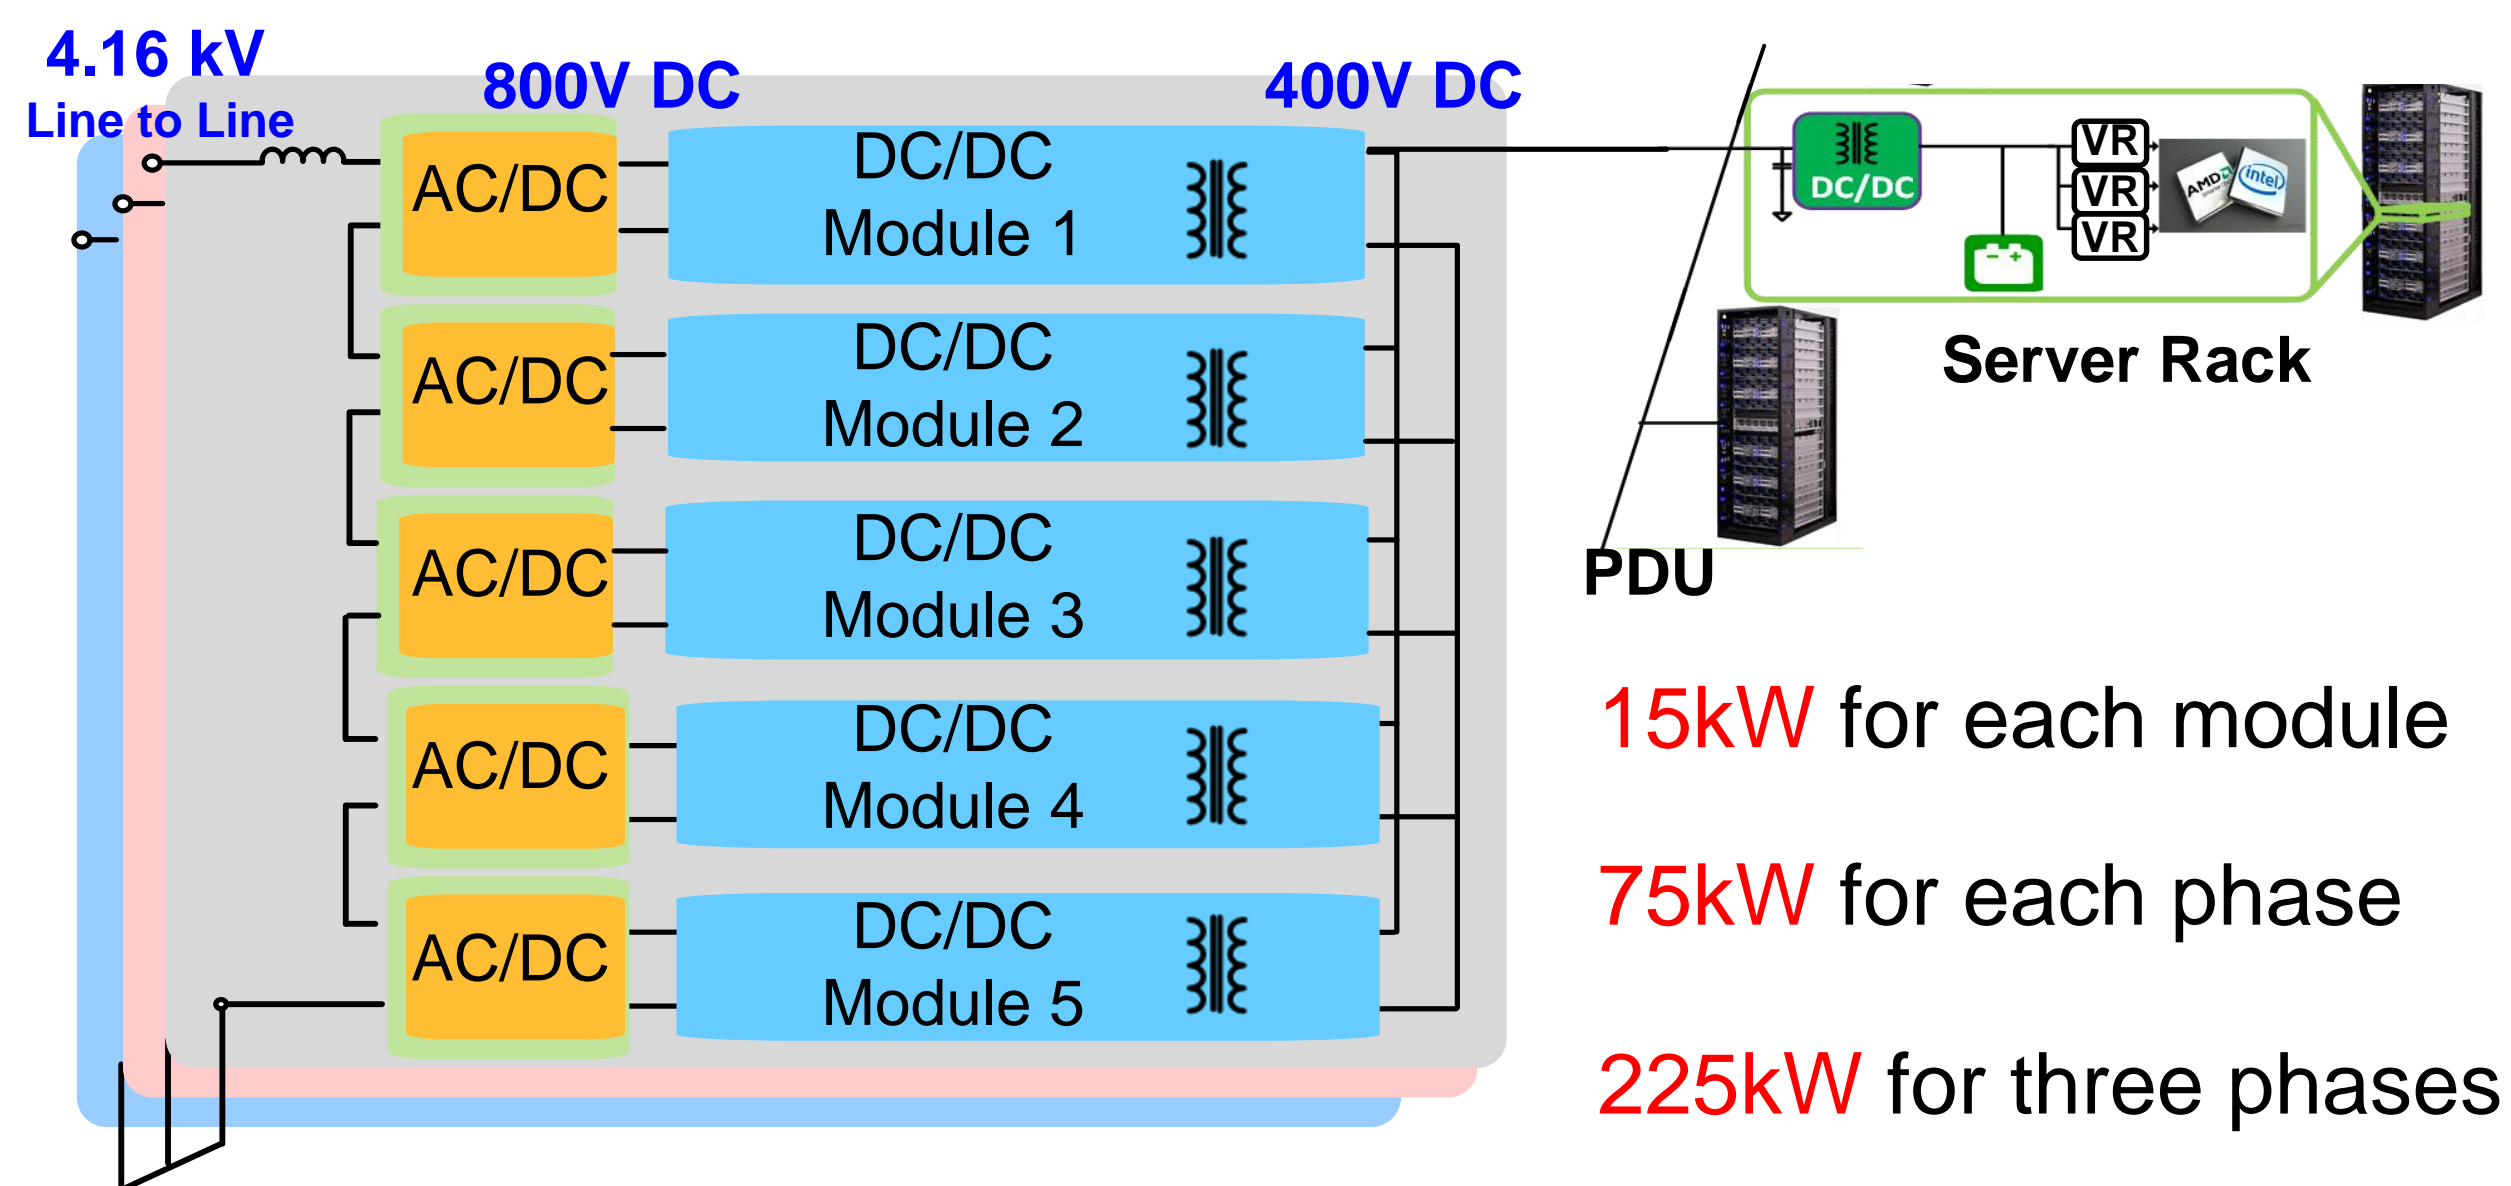 4.16 kV
Line to Line
800V DC
400V DC
AC/DC
DC/DC
Module 1
AC/DC
DC/DC
Module 2
AC/DC
DC/DC
Module 3
AC/DC
DC/DC
Module 4
AC/DC
DC/DC
Module 5
DC/DC
VR
VR
VR
AMD
intel
Server Rack
PDU
15kW for each module
75kW for each phase
225kW for three phases